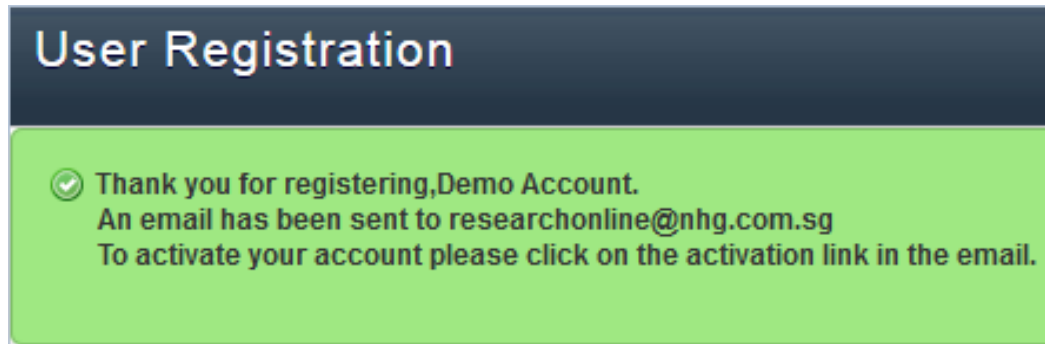 User Registration
Thank you for registering,Demo Account.
An email has been sent to researchonline@nhg.com.sg
To activate your account please click on the activation link in the email.